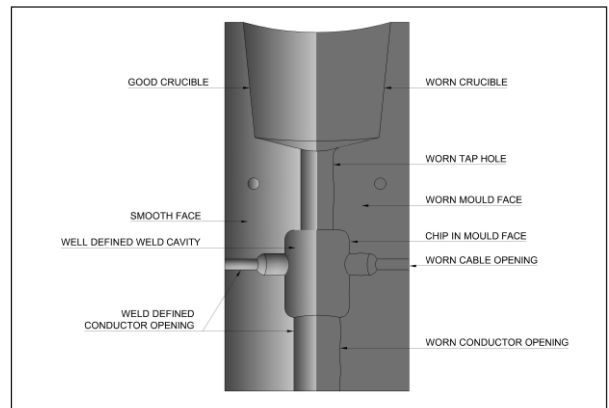 GOOD CRUCIBLE
WORN CRUCIBLE
WORN TAP HOLE
WORN MOULD FACE
SMOOTH FACE
CHIP IN MOULD FACE
WELL DEFINED WELD CAVITY
WORN CABLE OPENING
WELD DEFINED
CONDUCTOR OPENING
WORN CONDUCTOR OPENING